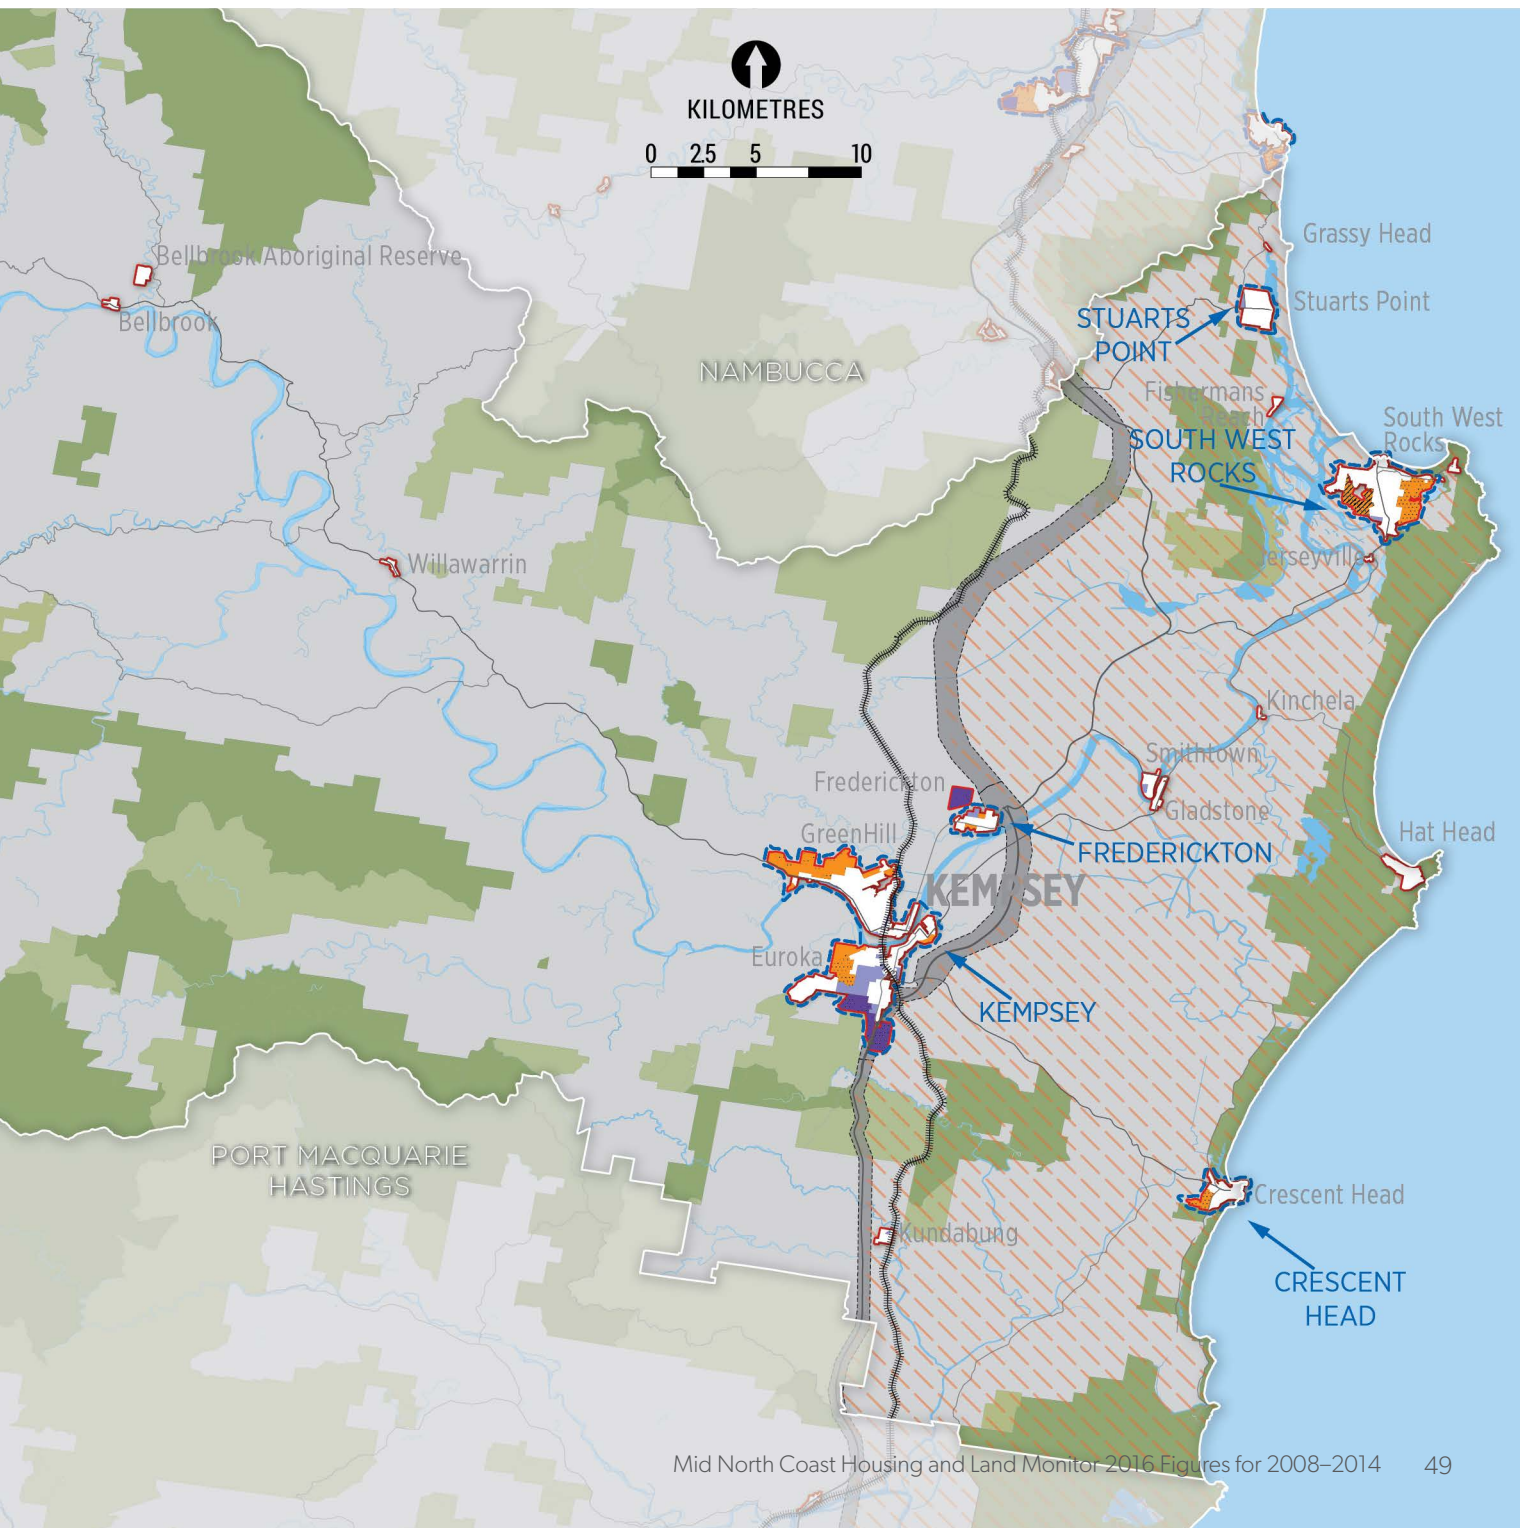 KILOMETRES
0 2.5 5 10
Grassy Head
Bellbrook Aboriginal Reserve
Stuarts Point
STUARTS
POINT
Bellbrook
NAMBUCCA
Fishermans
Reach
South West
Rocks
SOUTH WEST
ROCKS
Jerseyville
Willawarrin
Kinchela
Smithtown
Frederickton
Gladstone
GreenHill
Hat Head
FREDERICKTON
KEMPSEY
Euroka
KEMPSEY
PORT MACQUARIE
HASTINGS
Crescent Head
Kundabung
CRESCENT
HEAD
Mid North Coast Housing and Land Monitor 2016 Figures for 2008–2014 49